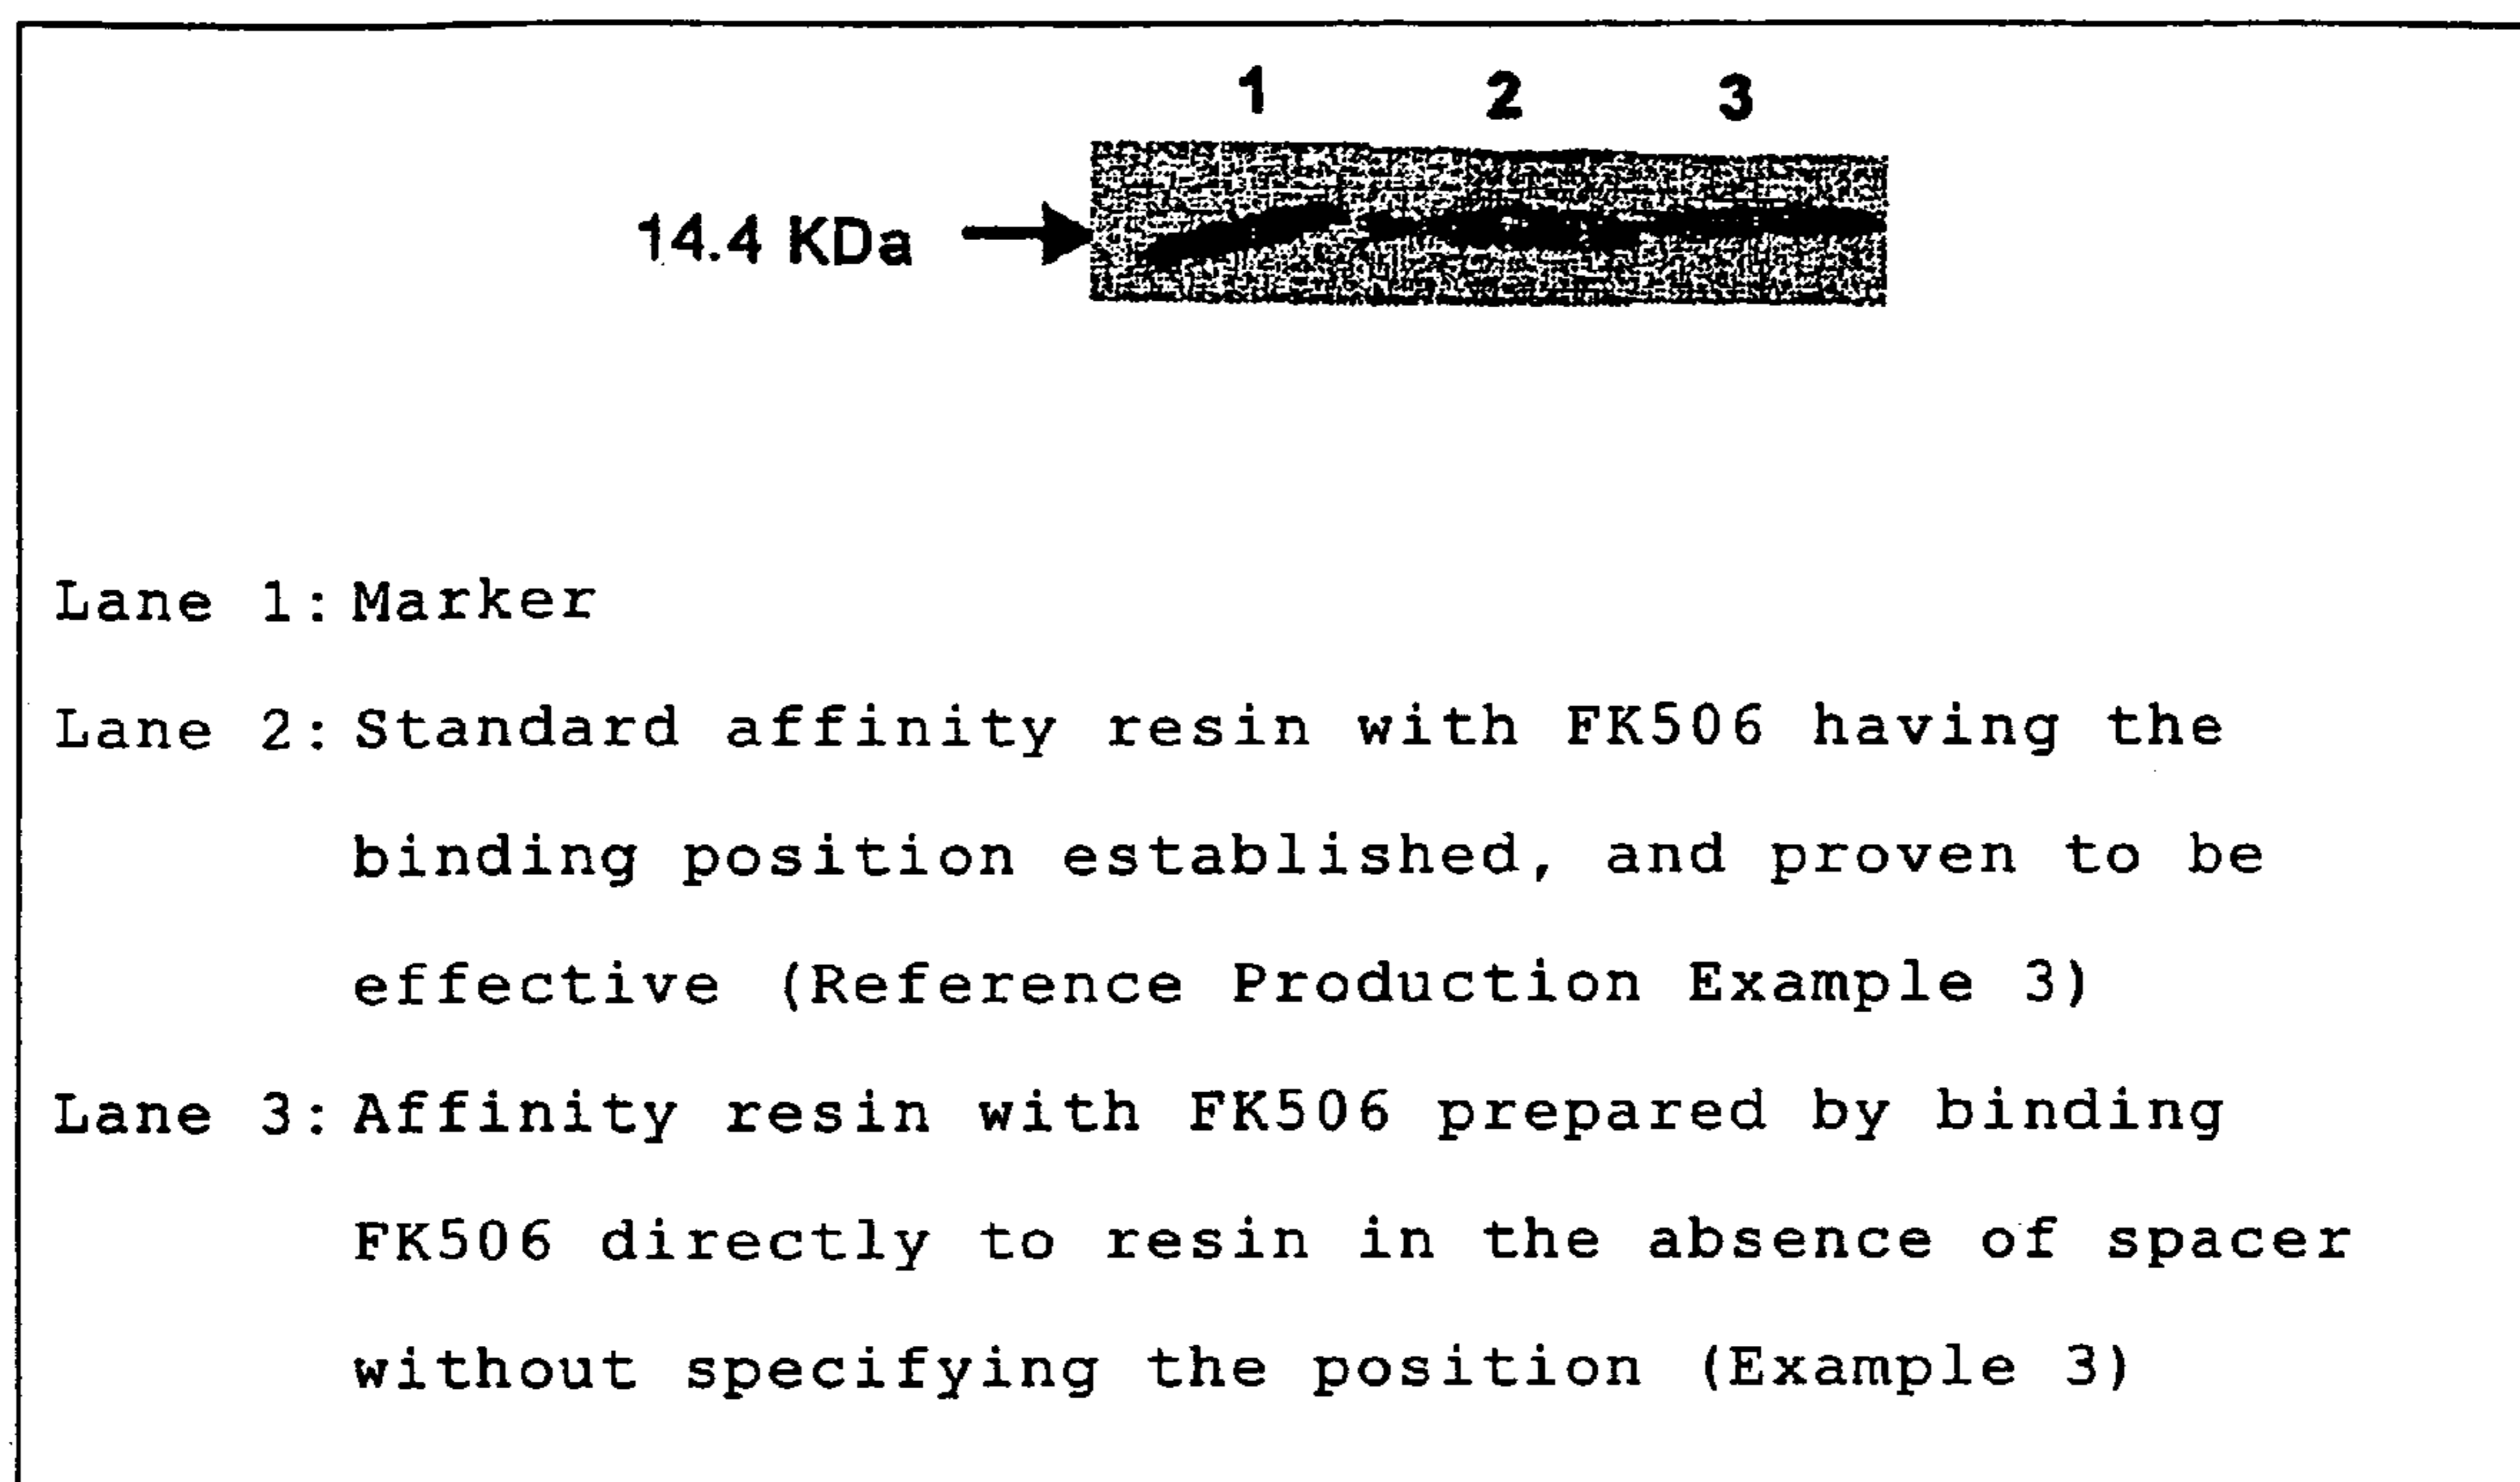 1 2 3
14.4 KDa
Lane 1: Marker
Lane 2: Standard affinity resin with FK506 having the
binding position established, and proven to be
effective (Reference Production Example 3)
Lane 3: Affinity resin with FK506 prepared by binding
FK506 directly to resin in the absence of spacer
without specifying the position (Example 3)